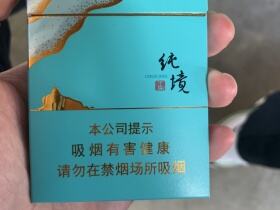 纯境
本公司提示
吸烟有害健康
请勿在禁烟场所吸烟